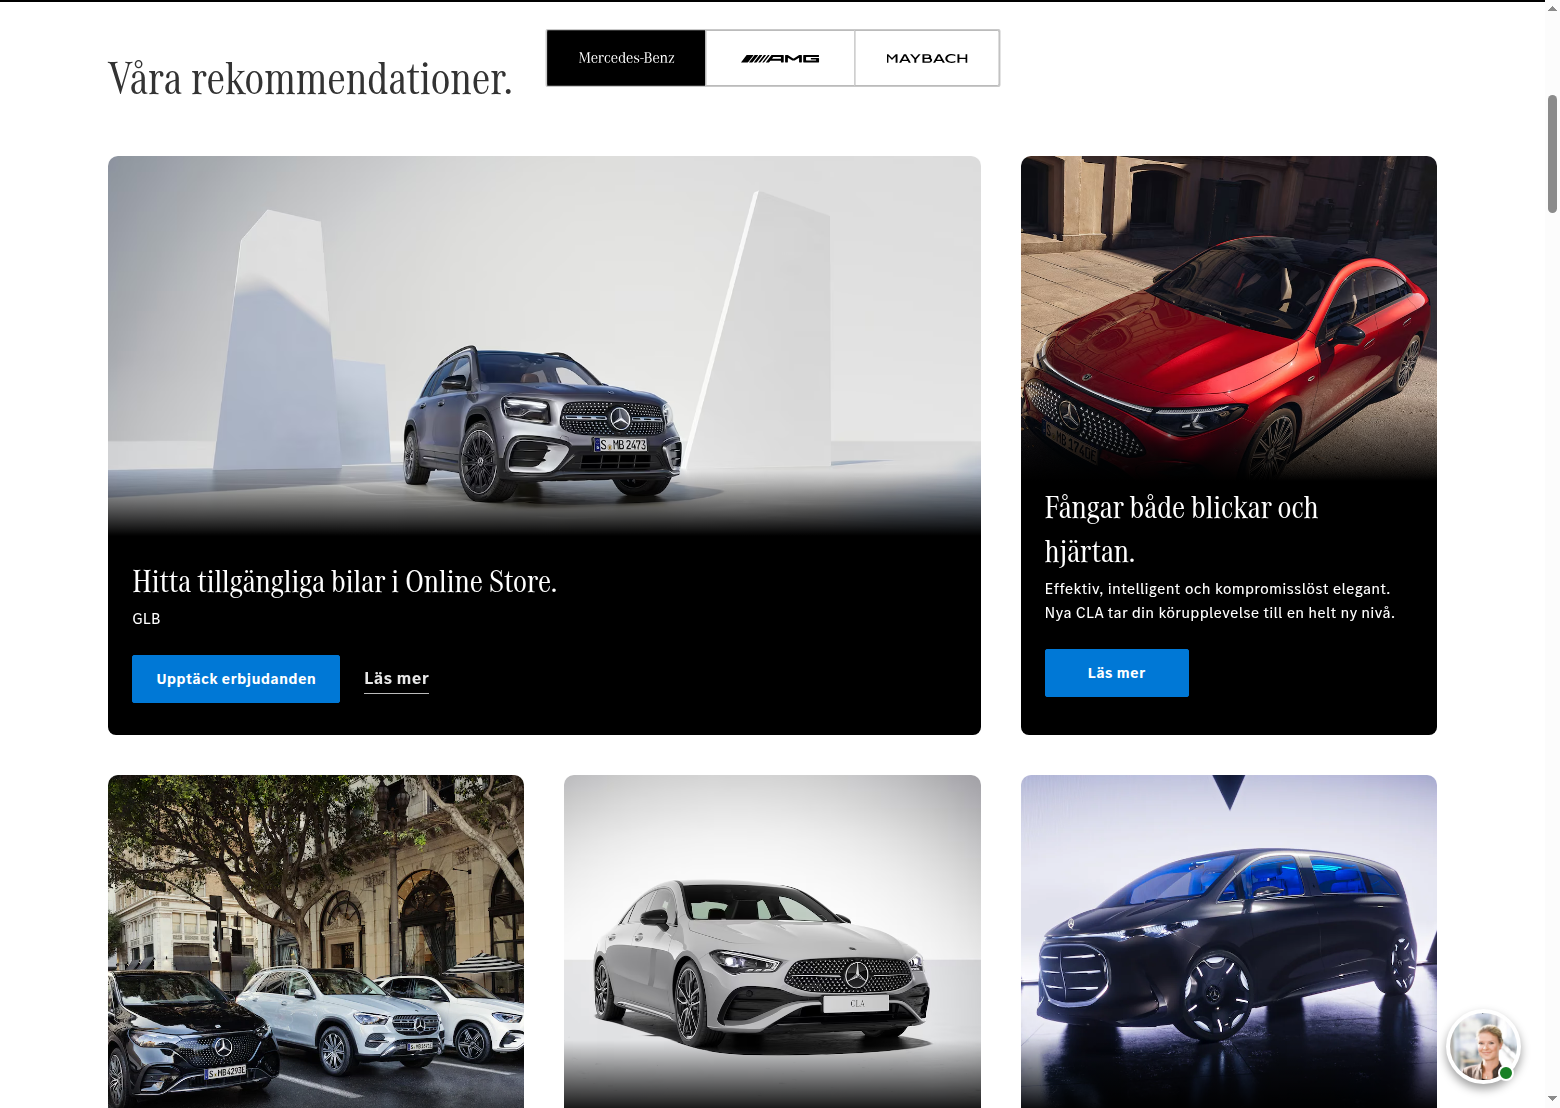 Våra rekommendationer.
Mercedes-Benz
AMG
MAYBACH
S MB 2473
Hitta tillgängliga bilar i Online Store.
GLB
Upptäck erbjudanden
Läs mer
S MB 1740E
Fångar både blickar och
hjärtan.
Effektiv, intelligent och kompromisslöst elegant.
Nya CLA tar din körupplevelse till en helt ny nivå.
Läs mer
S MB 4293E
CLA